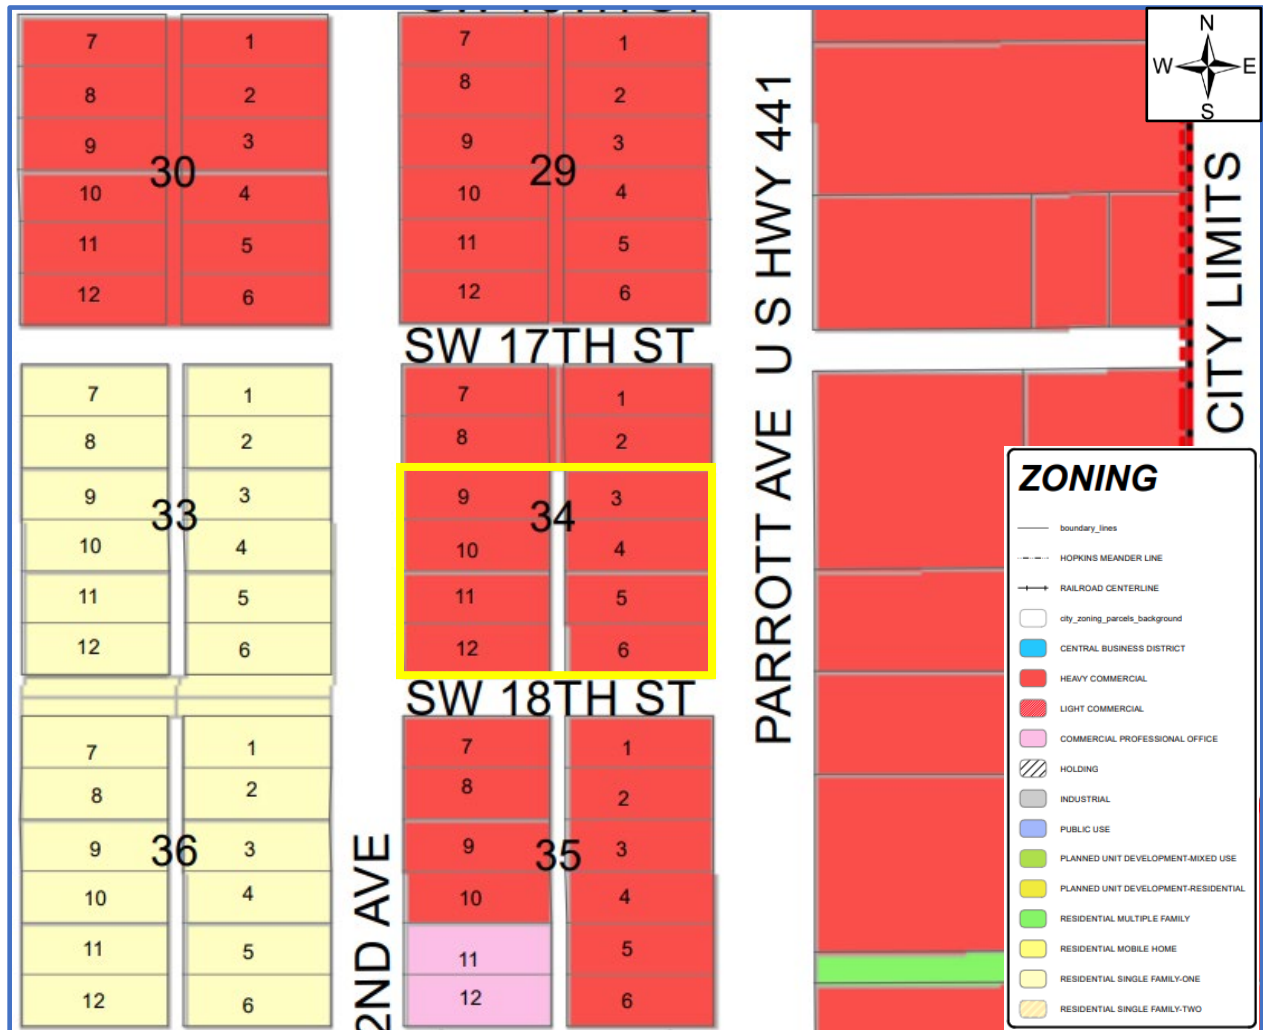 7 1
8 2
9 3
30
10 4
11 5
12 6
7 1
8 2
9 3
29
10 4
11 5
12 6
SW 17TH ST
7 1
8 2
9 3
33
10 4
11 5
12 6
7 1
8 2
9 3
34
10 4
11 5
12 6
SW 18TH ST
7 1
8 2
9 3
36
10 4
11 5
12 6
2ND AVE
7 1
8 2
9 3
35
10 4
11 5
12 6
PARROTT AVE U S HWY 441
N
W E
S
CITY LIMITS
ZONING
boundary_lines
HOPKINS MEANDER LINE
RAILROAD CENTERLINE
city_zoning_parcels_background
CENTRAL BUSINESS DISTRICT
HEAVY COMMERCIAL
LIGHT COMMERCIAL
COMMERCIAL PROFESSIONAL OFFICE
HOLDING
INDUSTRIAL
PUBLIC USE
PLANNED UNIT DEVELOPMENT-MIXED USE
PLANNED UNIT DEVELOPMENT-RESIDENTIAL
RESIDENTIAL MULTIPLE FAMILY
RESIDENTIAL MOBILE HOME
RESIDENTIAL SINGLE FAMILY-ONE
RESIDENTIAL SINGLE FAMILY-TWO